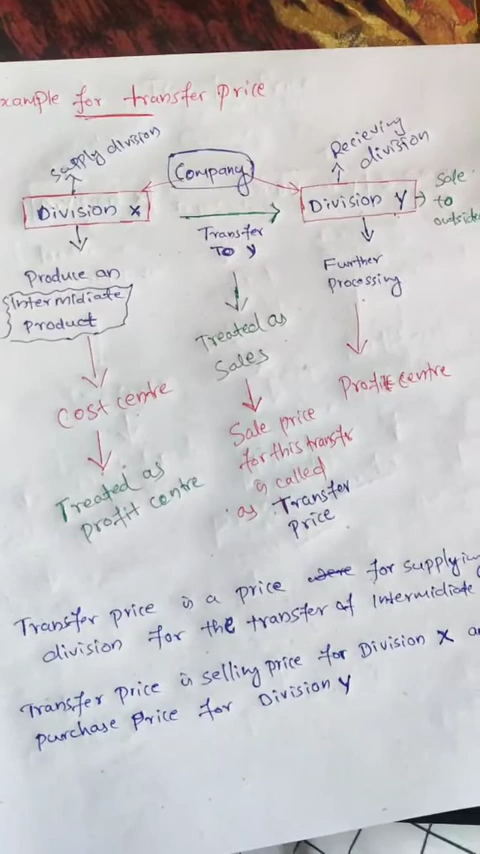 xample for transfer price
Supply division
Company
Recieving
division
Division X
Transfer
To Y
Division Y
Sale
to
outside
Produce an
Intermidiate
Product
Cost centre
Treated as
profit centre
Treated as
Sales
Sale price
for this transfr
is called
as Transfer
Price
Further
Processing
Profit centre
Transfer price is a price for supplying
division for the transfer of Intermidiate
Transfer price is selling price for Division X a
purchase price for Division Y